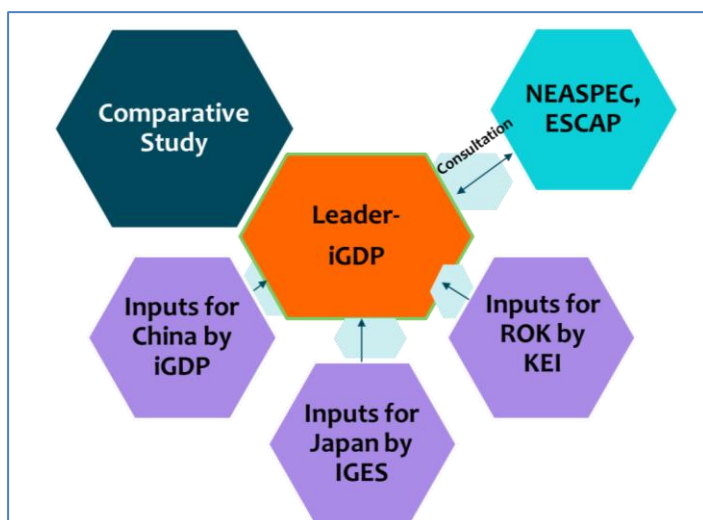 Comparative
Study
NEASPEC,
ESCAP
Consultation
Leader-
iGDP
Inputs for
China by
iGDP
Inputs for
Japan by
IGES
Inputs for
ROK by
KEI